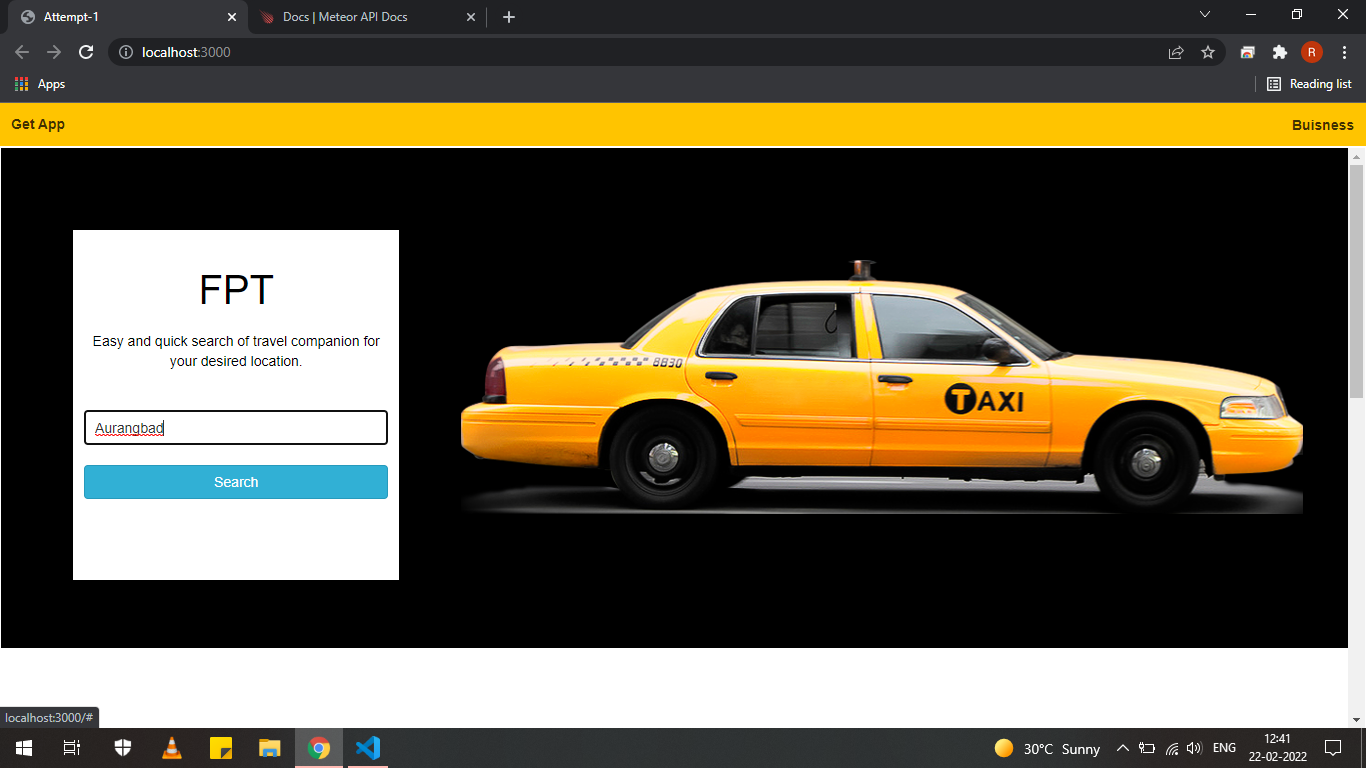 Attempt-1
Docs | Meteor API Docs
localhost:3000
R
Apps
Reading list
Get App
Buisness
FPT
Easy and quick search of travel companion for
your desired location.
Aurangbad
Search
8B30
TAXI
localhost:3000/#
30°C Sunny
ENG
12:41
22-02-2022